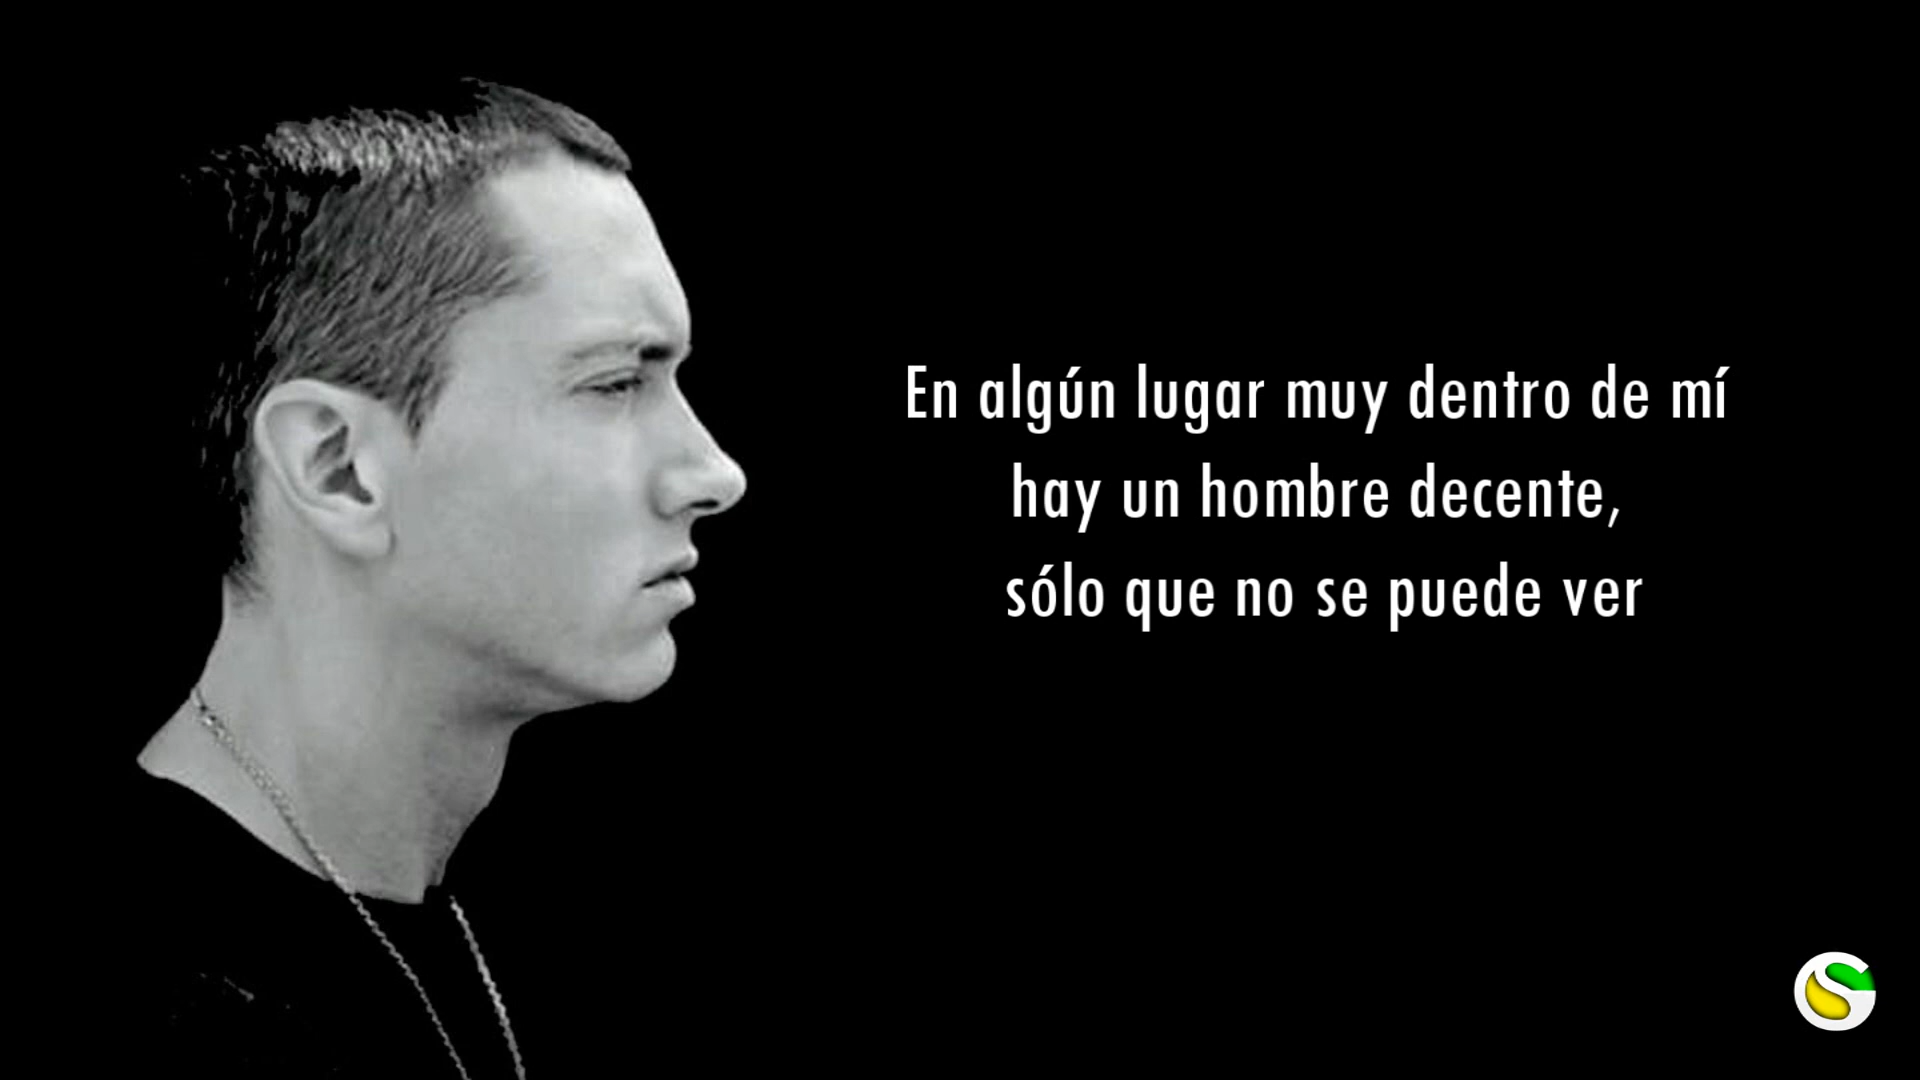 En algún lugar muy dentro de mí
hay un hombre decente,
sólo que no se puede ver